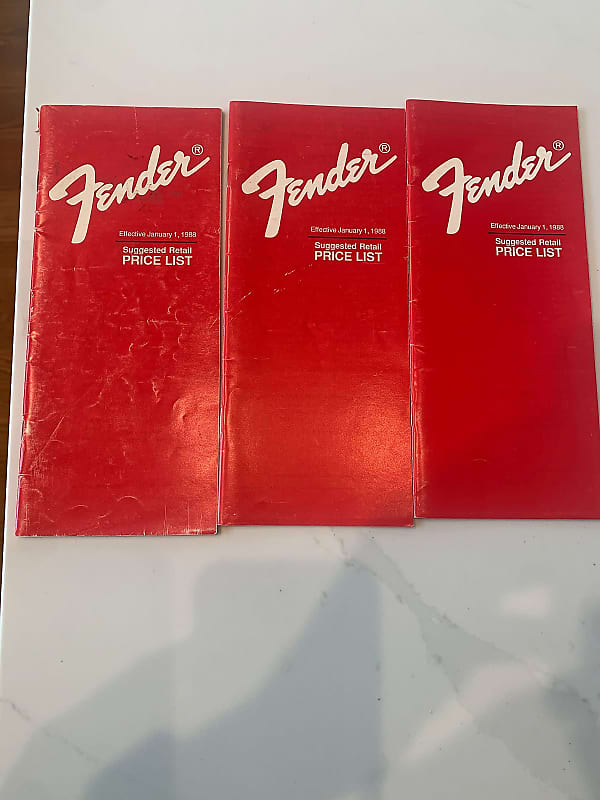 Fender®
Effective January 1, 1988
Suggested Retail
PRICE LIST
Fender®
Effective January 1, 1988
Suggested Retail
PRICE LIST
Fender®
Effective January 1, 1988
Suggested Retail
PRICE LIST